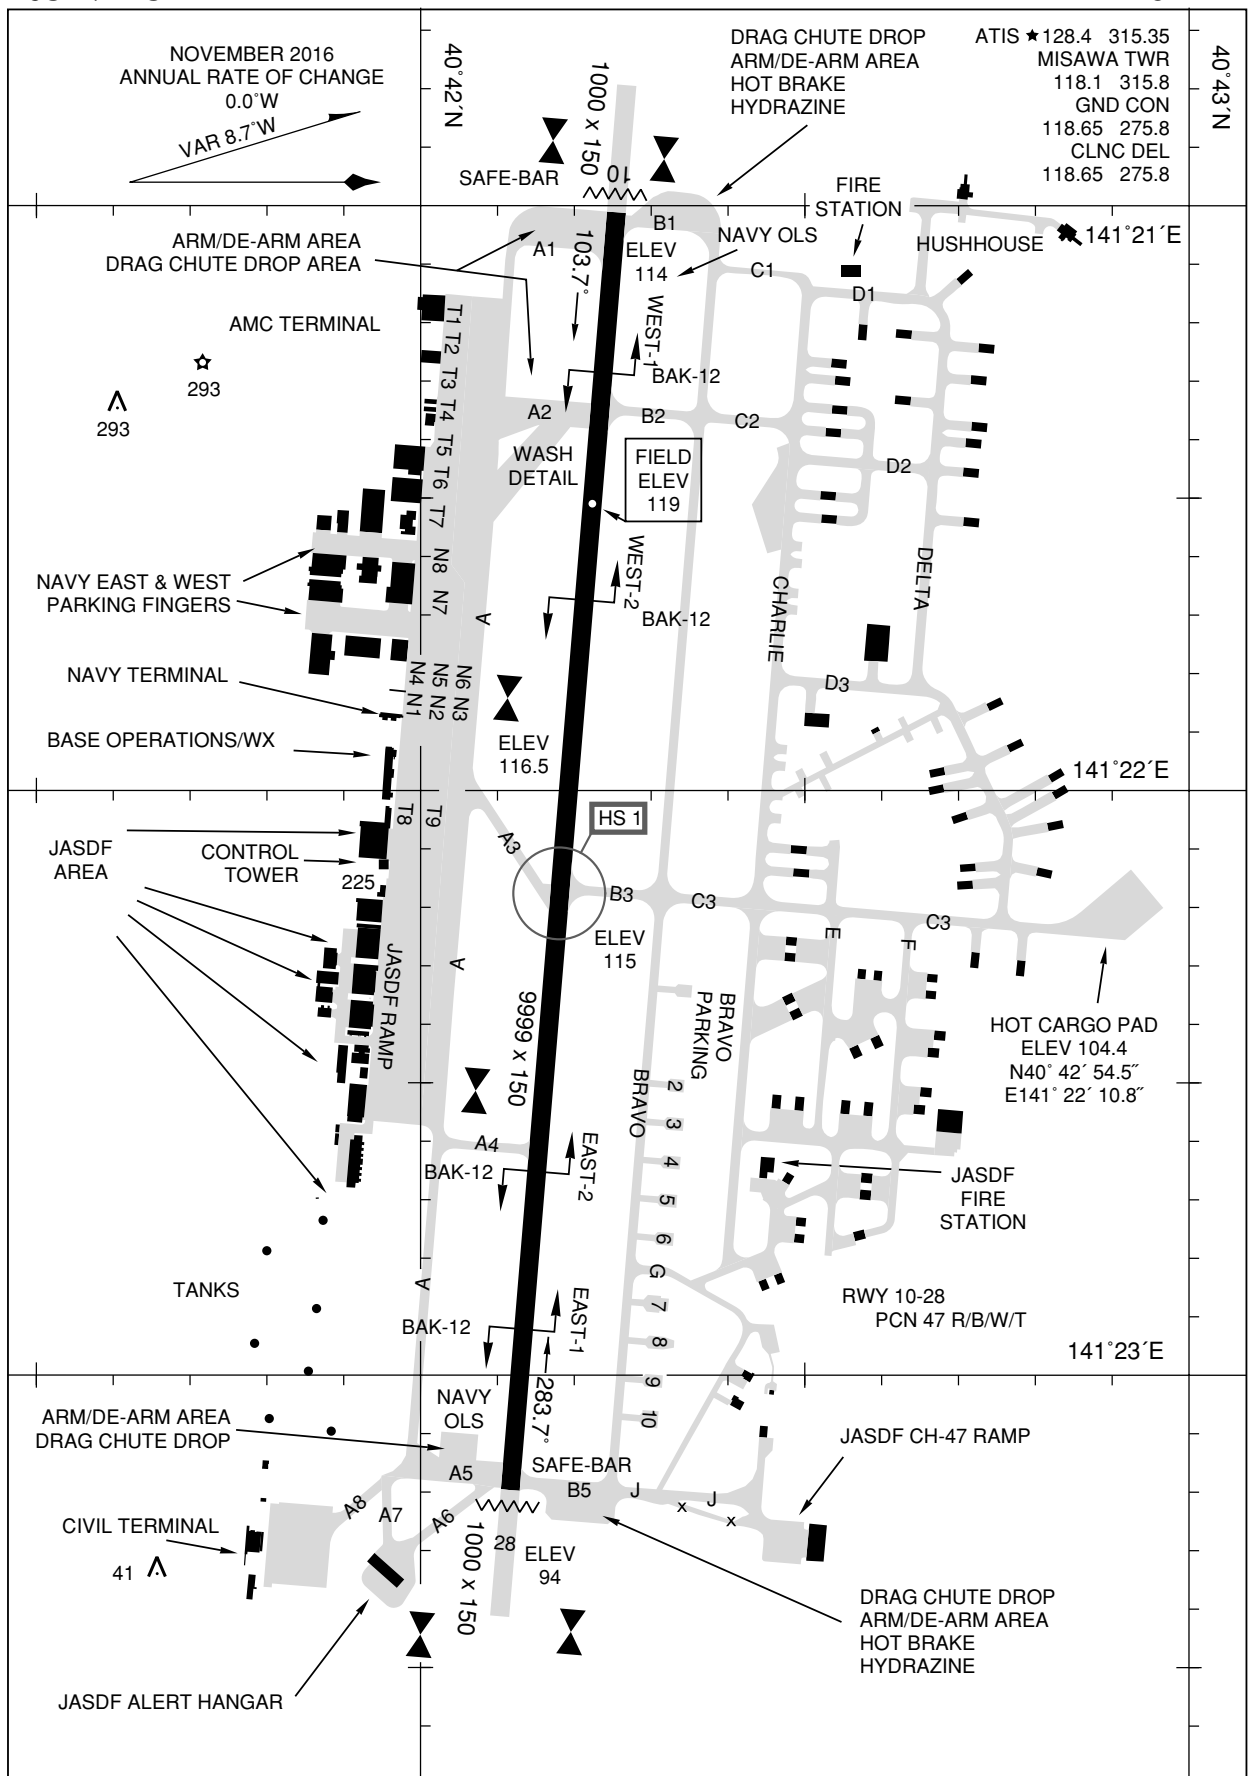 NOVEMBER 2016
ANNUAL RATE OF CHANGE
0.0°W
VAR 8.7°W
40°42´N
1000 x 150
DRAG CHUTE DROP
ARM/DE-ARM AREA
HOT BRAKE
HYDRAZINE
ATIS ★ 128.4 315.35
MISAWA TWR
118.1 315.8
GND CON
118.65 275.8
CLNC DEL
118.65 275.8
40°43´N
SAFE-BAR
10
FIRE
STATION
HUSHHOUSE
141°21´E
ARM/DE-ARM AREA
DRAG CHUTE DROP AREA
A1
103.7°
B1
ELEV
114
NAVY OLS
C1
D1
AMC TERMINAL
293
293
T1
T2
T3
T4
T5
T6
T7
WEST-1
BAK-12
A2
B2
C2
WASH
DETAIL
FIELD
ELEV
119
D2
NAVY EAST & WEST
PARKING FINGERS
N8
N7
A
WEST-2
BAK-12
CHARLIE
DELTA
NAVY TERMINAL
N4
N5
N6
N1
N2
N3
D3
BASE OPERATIONS/WX
ELEV
116.5
141°22´E
T8
T9
HS 1
JASDF
AREA
CONTROL
TOWER
225
A3
B3
C3
C3
E
F
ELEV
115
JASDF RAMP
A
9999 x 150
BRAVO
PARKING
HOT CARGO PAD
ELEV 104.4
N40° 42´ 54.5˝
E141° 22´ 10.8˝
BRAVO
2
3
4
5
6
G
7
8
9
10
A4
BAK-12
EAST-2
JASDF
FIRE
STATION
TANKS
A
BAK-12
EAST-1
RWY 10-28
PCN 47 R/B/W/T
141°23´E
283.7°
NAVY
OLS
ARM/DE-ARM AREA
DRAG CHUTE DROP
JASDF CH-47 RAMP
SAFE-BAR
A5
B5
J
x
J
x
A8
A7
A6
CIVIL TERMINAL
41
1000 x 150
28
ELEV
94
DRAG CHUTE DROP
ARM/DE-ARM AREA
HOT BRAKE
HYDRAZINE
JASDF ALERT HANGAR